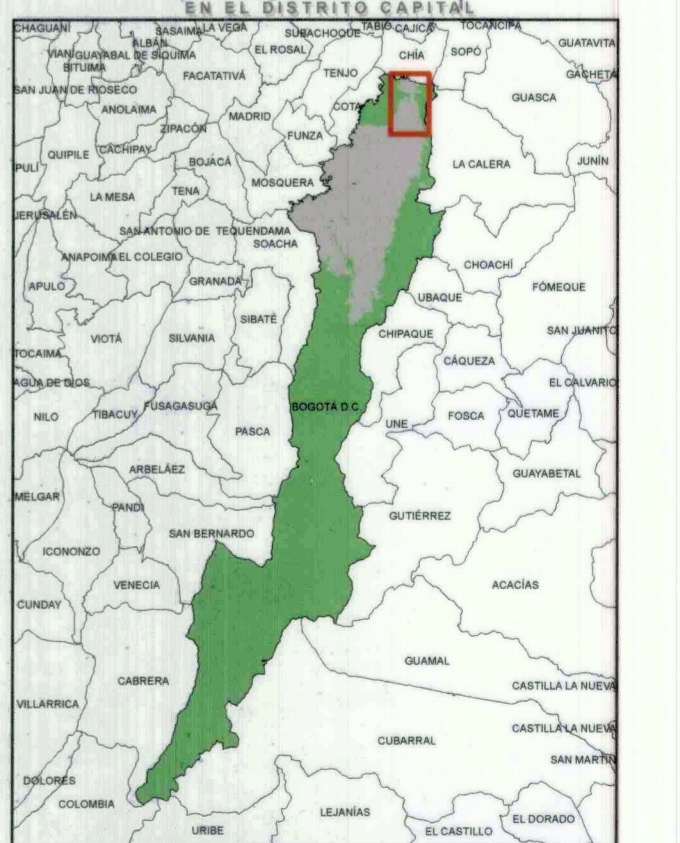 EN EL DISTRITO CAPITAL
CHAGUANÍ
SASAIMA
LA VEGA
SUBACHOQUE
TABIO
CAJICÁ
TOCANCIPÁ
ALBÁN
EL ROSAL
CHÍA
SOPÓ
GUATAVITA
VIANÍ
GUAYABAL DE SÍQUIMA
BITUIMA
FACATATIVÁ
TENJO
GACHETÁ
SAN JUAN DE RIOSECO
ANOLAIMA
MADRID
COTA
GUASCA
ZIPACÓN
FUNZA
PULÍ
QUIPILE
CACHIPAY
BOJACÁ
LA CALERA
JUNÍN
LA MESA
TENA
MOSQUERA
JERUSALÉN
SAN ANTONIO DE TEQUENDAMA
SOACHA
ANAPOIMA
EL COLEGIO
CHOACHÍ
APULO
GRANADA
UBAQUE
FÓMEQUE
SIBATÉ
VIOTÁ
SILVANIA
CHIPAQUE
SAN JUANITO
TOCAIMA
CÁQUEZA
AGUA DE DIOS
EL CALVARIO
NILO
TIBACUY
FUSAGASUGÁ
BOGOTÁ D.C
UNE
FOSCA
QUETAME
PASCA
ARBELÁEZ
GUAYABETAL
MELGAR
PANDI
SAN BERNARDO
GUTIÉRREZ
ICONONZO
VENECIA
ACACÍAS
CUNDAY
GUAMAL
CABRERA
CASTILLA LA NUEVA
VILLARRICA
CASTILLA LA NUEVA
CUBARRAL
SAN MARTÍN
DOLORES
COLOMBIA
LEJANÍAS
EL DORADO
URIBE
EL CASTILLO